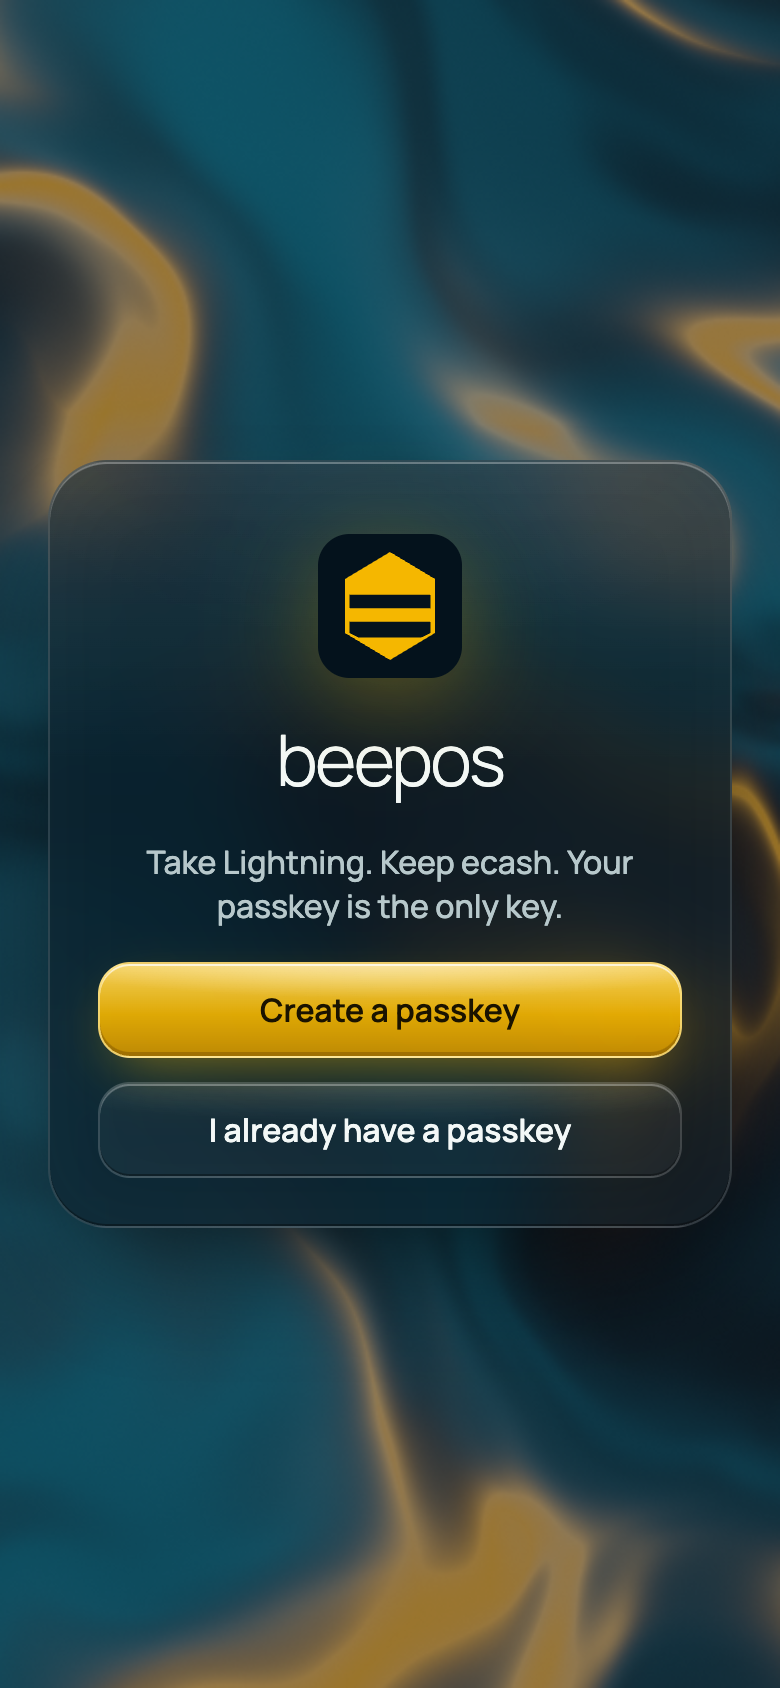 beepos
Take Lightning. Keep ecash. Your
passkey is the only key.
Create a passkey
I already have a passkey